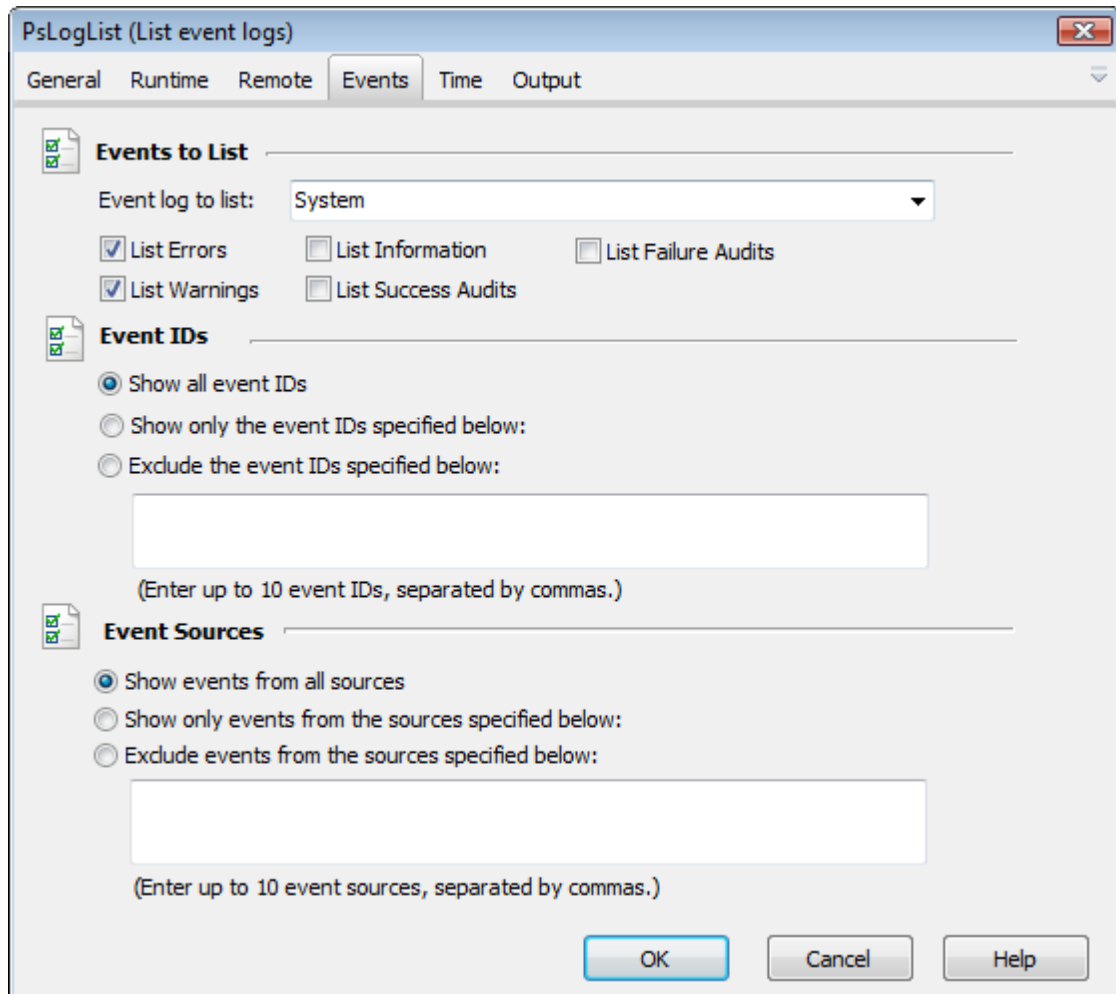 PsLogList (List event logs)
General Runtime Remote Events Time Output
Events to List
Event log to list: System
List Errors List Information List Failure Audits
List Warnings List Success Audits
Event IDs
Show all event IDs
Show only the event IDs specified below:
Exclude the event IDs specified below:
(Enter up to 10 event IDs, separated by commas.)
Event Sources
Show events from all sources
Show only events from the sources specified below:
Exclude events from the sources specified below:
(Enter up to 10 event sources, separated by commas.)
OK Cancel Help